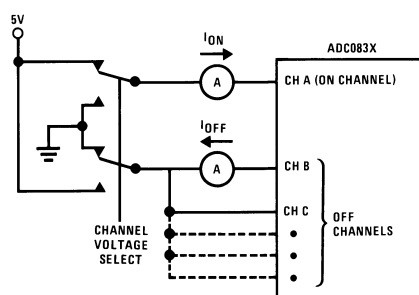 5V
ION
ADC083X
A
CH A (ON CHANNEL)
IOFF
A
CH B
CH C
OFF
CHANNELS
CHANNEL
VOLTAGE
SELECT